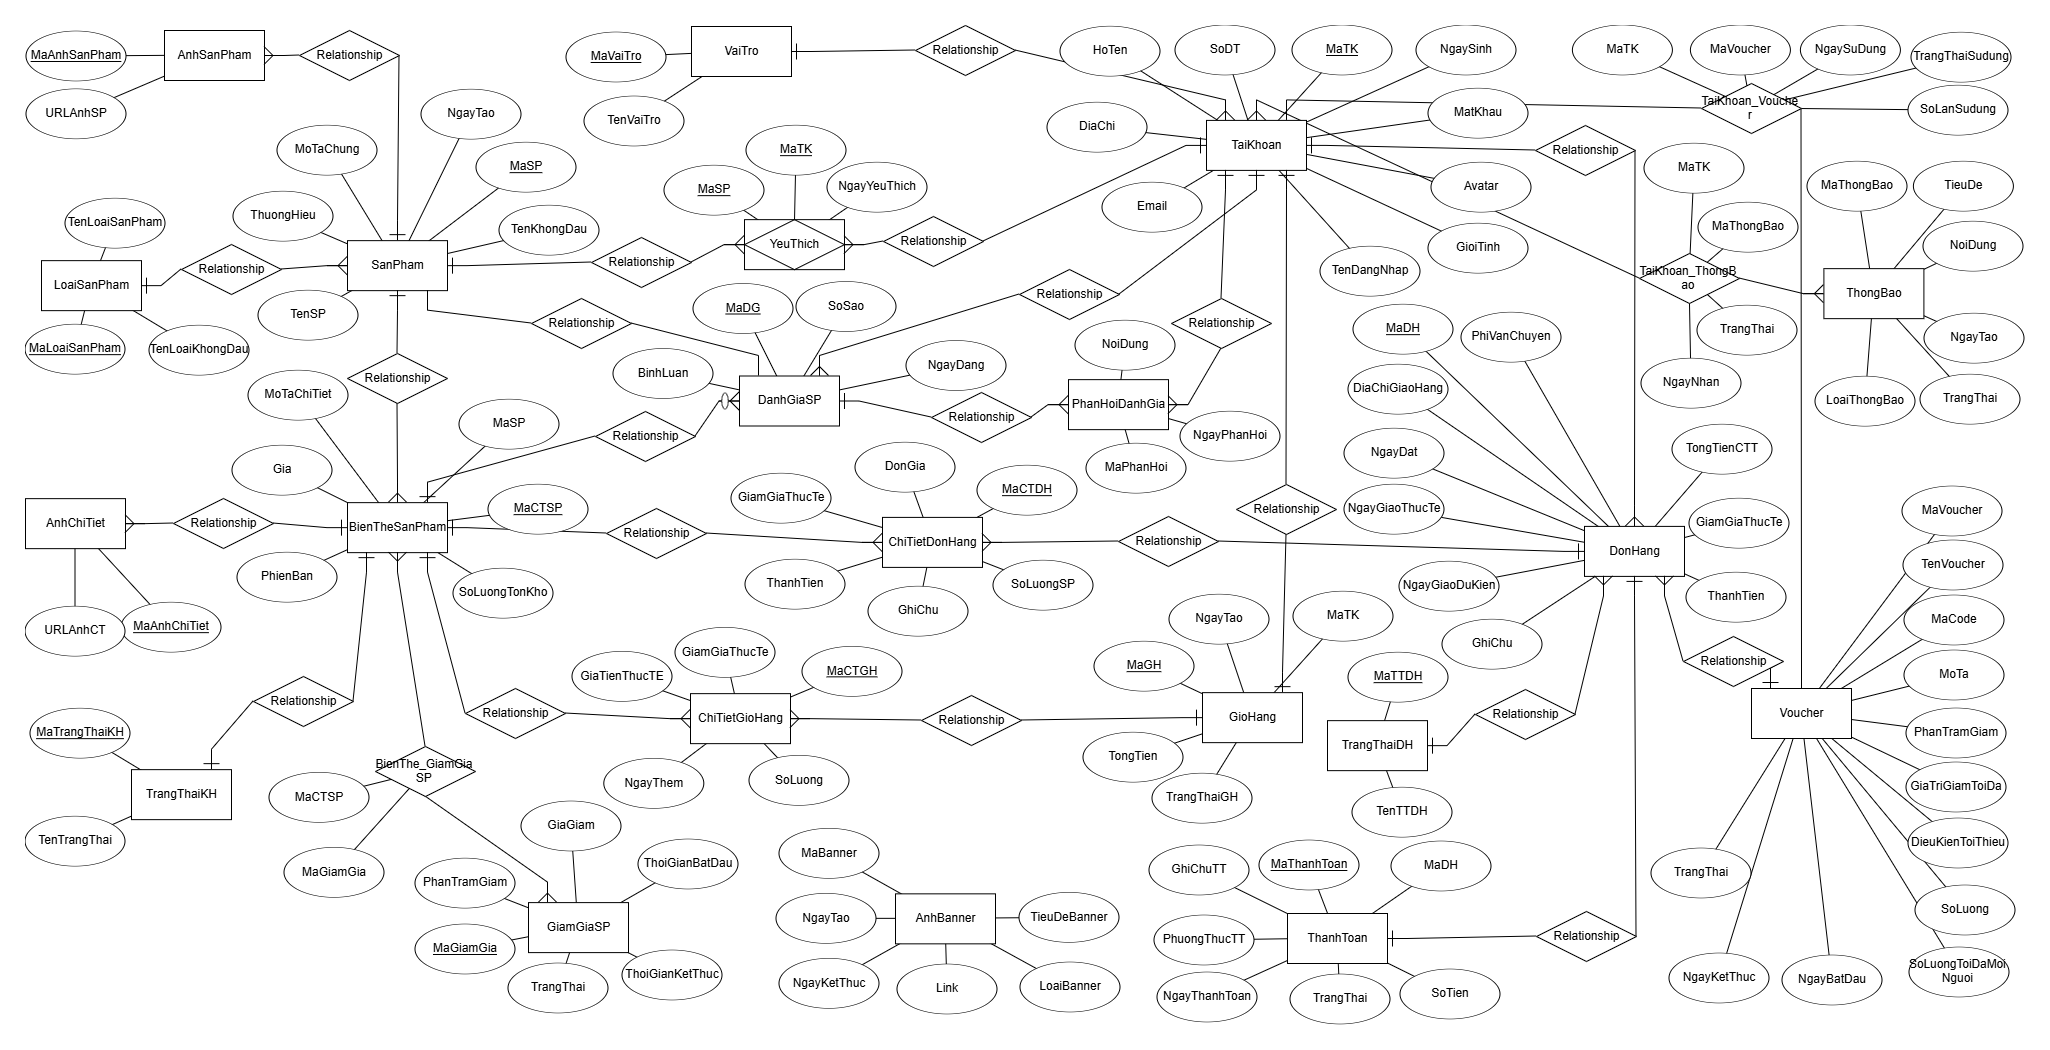 MaAnhSanPham
AnhSanPham
Relationship
URLAnhSP
MaVaiTro
VaiTro
Relationship
TenVaiTro
HoTen
SoDT
MaTK
NgaySinh
MaTK
MaVoucher
NgaySuDung
TrangThaiSudung
TaiKhoan_Vouche
r
SoLanSudung
DiaChi
TaiKhoan
MatKhau
Relationship
Email
Avatar
GioiTinh
TenDangNhap
MoTaChung
NgayTao
MaSP
ThuongHieu
TenKhongDau
SanPham
TenSP
TenLoaiSanPham
LoaiSanPham
Relationship
MaLoaiSanPham
TenLoaiKhongDau
MaTK
MaSP
NgayYeuThich
Relationship
YeuThich
Relationship
MaTK
MaThongBao
TaiKhoan_ThongB
ao
TrangThai
NgayNhan
MaThongBao
TieuDe
NoiDung
ThongBao
NgayTao
LoaiThongBao
TrangThai
Relationship
MaDG
SoSao
Relationship
Relationship
BinhLuan
DanhGiaSP
NgayDang
NoiDung
Relationship
PhanHoiDanhGia
NgayPhanHoi
MaPhanHoi
MaDH
PhiVanChuyen
DiaChiGiaoHang
NgayDat
NgayGiaoThucTe
TongTienCTT
GiamGiaThucTe
DonHang
NgayGiaoDuKien
ThanhTien
GhiChu
Relationship
MoTaChiTiet
MaSP
Relationship
Gia
MaCTSP
AnhChiTiet
Relationship
BienTheSanPham
PhienBan
SoLuongTonKho
URLAnhCT
MaAnhChiTiet
Relationship
GiamGiaThucTe
DonGia
MaCTDH
ChiTietDonHang
Relationship
ThanhTien
SoLuongSP
GhiChu
Relationship
MaVoucher
TenVoucher
MaCode
MoTa
Relationship
Voucher
PhanTramGiam
GiaTriGiamToiDa
DieuKienToiThieu
TrangThai
SoLuong
NgayKetThuc
NgayBatDau
SoLuongToiDaMoi
Nguoi
Relationship
MaTrangThaiKH
TrangThaiKH
TenTrangThai
BienThe_GiamGia
SP
MaCTSP
MaGiamGia
Relationship
GiaTienThucTE
GiamGiaThucTe
MaCTGH
ChiTietGioHang
Relationship
NgayThem
SoLuong
NgayTao
MaTK
MaGH
GioHang
TongTien
TrangThaiGH
MaTTDH
TrangThaiDH
Relationship
TenTTDH
GiaGiam
PhanTramGiam
ThoiGianBatDau
GiamGiaSP
MaGiamGia
ThoiGianKetThuc
TrangThai
MaBanner
NgayTao
AnhBanner
TieuDeBanner
NgayKetThuc
Link
LoaiBanner
GhiChuTT
MaThanhToan
MaDH
PhuongThucTT
ThanhToan
Relationship
NgayThanhToan
TrangThai
SoTien